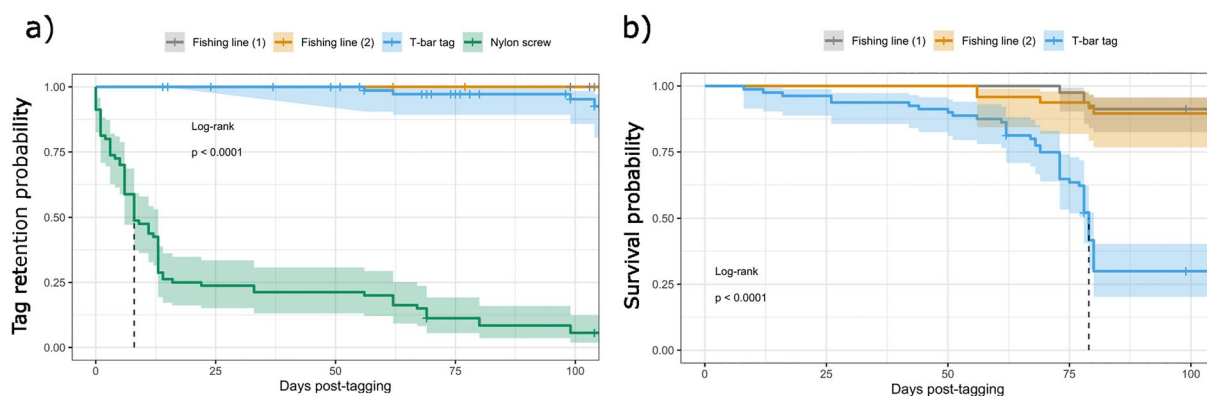 a)
Fishing line (1) Fishing line (2) T-bar tag Nylon screw
Tag retention probability
1.00
0.75
0.50
0.25
0.00
Log-rank
p < 0.0001
0 25 50 75 100
Days post-tagging
b)
Fishing line (1) Fishing line (2) T-bar tag
Survival probability
1.00
0.75
0.50
0.25
0.00
Log-rank
p < 0.0001
0 25 50 75 100
Days post-tagging